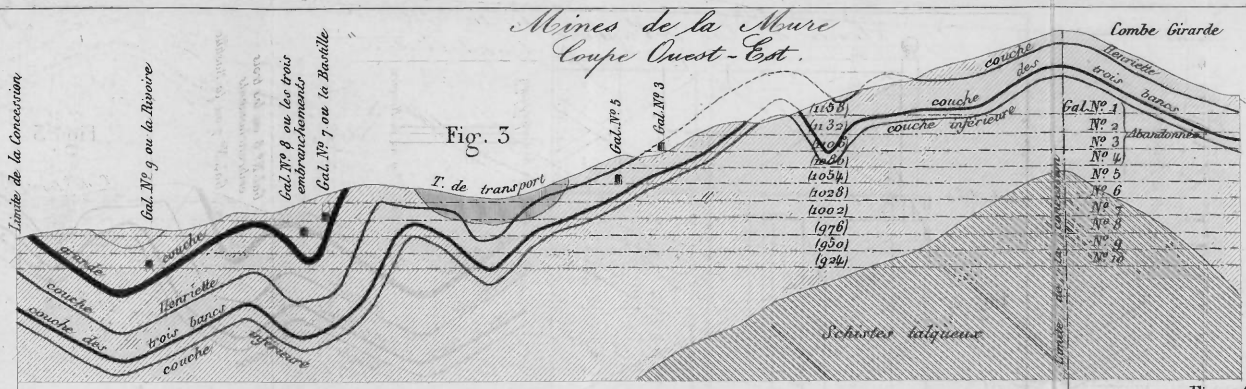 Mines de la Mure
Coupe Ouest-Est.
Combe Girarde
Fig. 3
Limite de la Concession
Gal. Nº 9 ou la Rivoire
Gal. Nº 8 ou les trois
embranchements
Gal. Nº 7 ou la Bastille
T. de transport
Gal. Nº 5
Gal. Nº 3
couche Henriette
couche des trois bancs
couche inférieure
(1158)
(1132)
(1106)
(1080)
(1054)
(1028)
(1002)
(976)
(950)
(924)
Gal. Nº 1
Nº 2
Nº 3
Nº 4
Abandonnés
Nº 5
Nº 6
Nº 7
Nº 8
Nº 9
Nº 10
Limite de la concession
grande couche
couche Henriette
couche des trois bancs
couche inférieure
Schistes talqueux